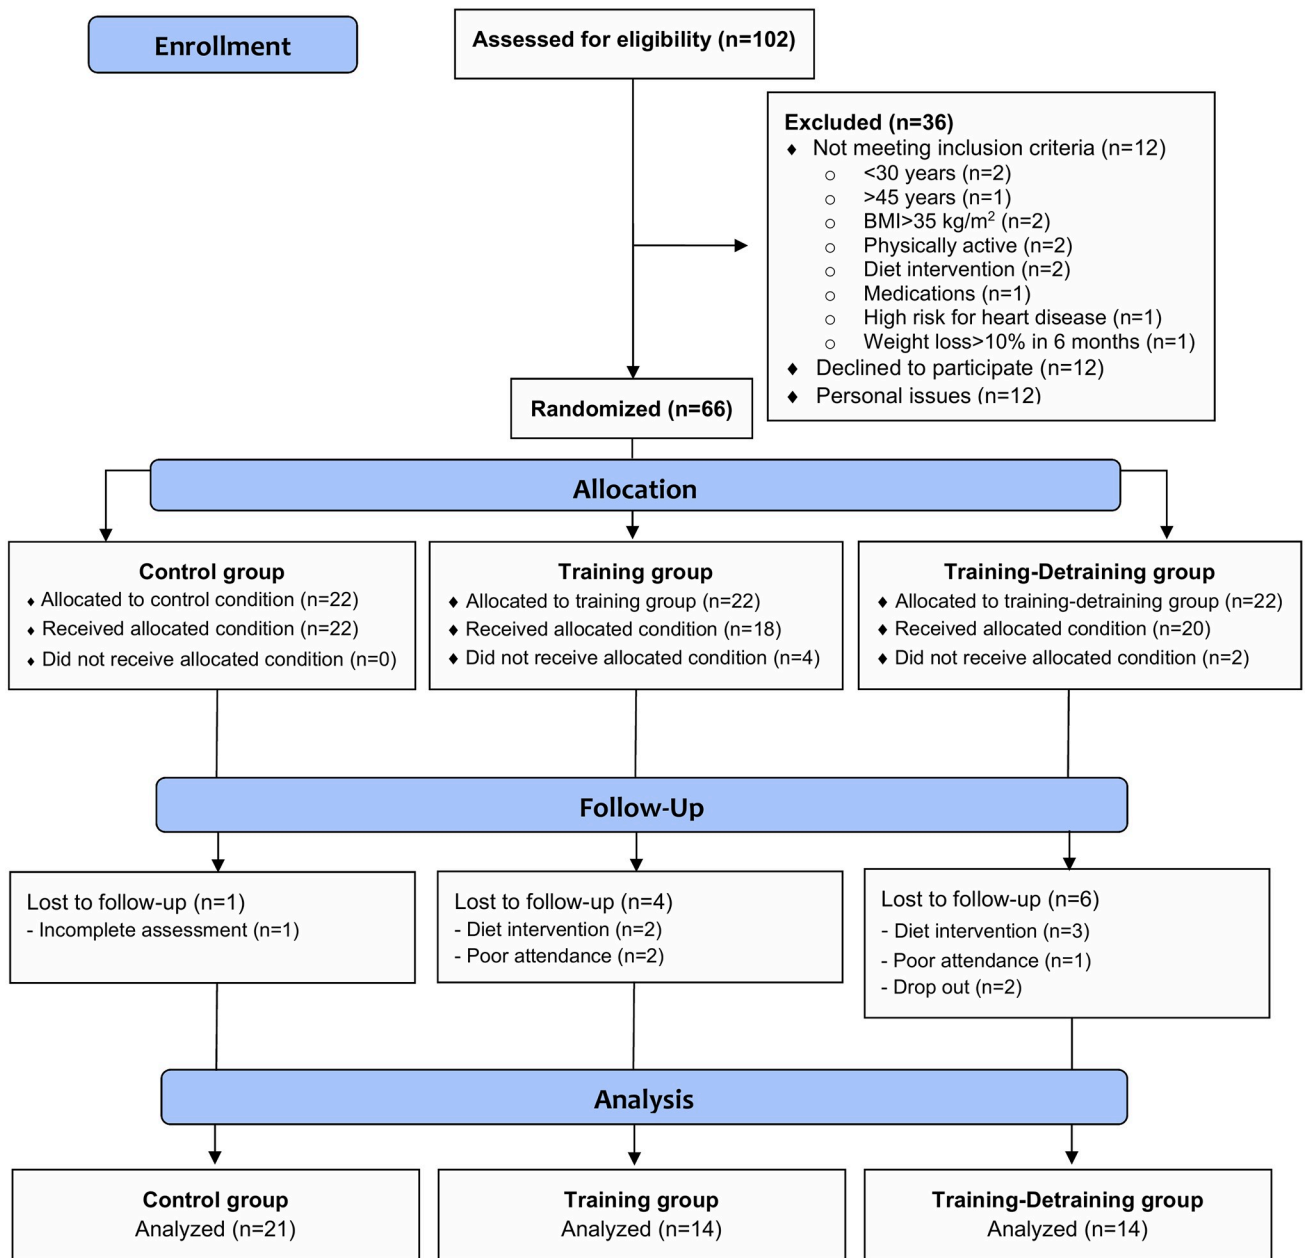 Enrollment
Assessed for eligibility (n=102)
Excluded (n=36)
♦ Not meeting inclusion criteria (n=12)
o <30 years (n=2)
o >45 years (n=1)
o BMI>35 kg/m² (n=2)
o Physically active (n=2)
o Diet intervention (n=2)
o Medications (n=1)
o High risk for heart disease (n=1)
o Weight loss>10% in 6 months (n=1)
♦ Declined to participate (n=12)
♦ Personal issues (n=12)
Randomized (n=66)
Allocation
Control group
♦ Allocated to control condition (n=22)
♦ Received allocated condition (n=22)
♦ Did not receive allocated condition (n=0)
Training group
♦ Allocated to training group (n=22)
♦ Received allocated condition (n=18)
♦ Did not receive allocated condition (n=4)
Training-Detraining group
♦ Allocated to training-detraining group (n=22)
♦ Received allocated condition (n=20)
♦ Did not receive allocated condition (n=2)
Follow-Up
Lost to follow-up (n=1)
- Incomplete assessment (n=1)
Lost to follow-up (n=4)
- Diet intervention (n=2)
- Poor attendance (n=2)
Lost to follow-up (n=6)
- Diet intervention (n=3)
- Poor attendance (n=1)
- Drop out (n=2)
Analysis
Control group
Analyzed (n=21)
Training group
Analyzed (n=14)
Training-Detraining group
Analyzed (n=14)